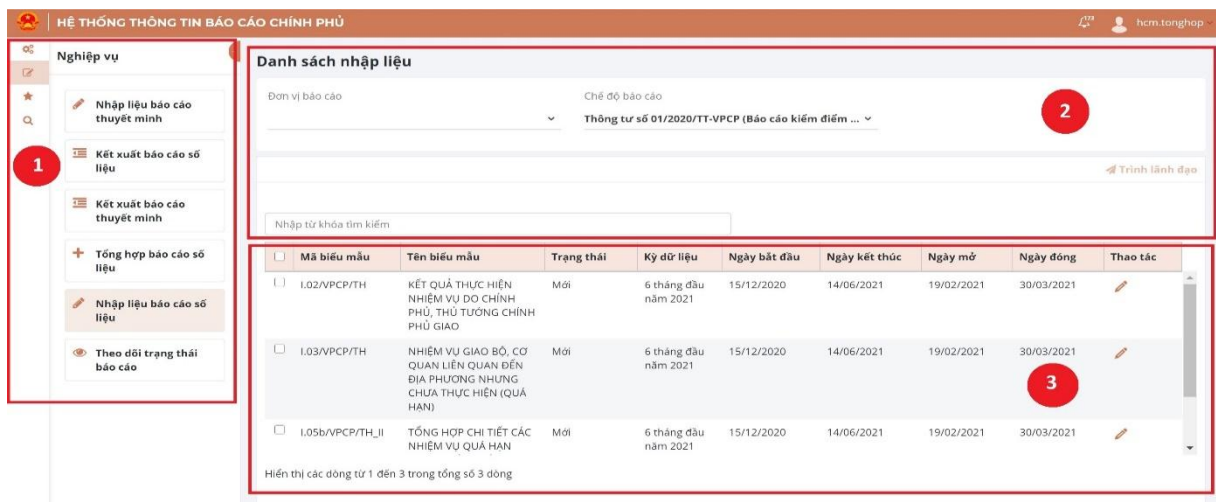 HỆ THỐNG THÔNG TIN BÁO CÁO CHÍNH PHỦ
hcm.tonghop
Nghiệp vụ
Nhập liệu báo cáo
thuyết minh
1
Kết xuất báo cáo số
liệu
Kết xuất báo cáo
thuyết minh
Tổng hợp báo cáo số
liệu
Nhập liệu báo cáo số
liệu
Theo dõi trạng thái
báo cáo
Danh sách nhập liệu
Đơn vị báo cáo
Chế độ báo cáo
Thông tư số 01/2020/TT-VPCP (Báo cáo kiểm điểm ...
2
Trình lãnh đạo
Nhập từ khóa tìm kiếm
Mã biểu mẫu Tên biểu mẫu Trạng thái Kỳ dữ liệu Ngày bắt đầu Ngày kết thúc Ngày mở Ngày đóng Thao tác
I.02/VPCP/TH KẾT QUẢ THỰC HIỆN Mới 6 tháng đầu 15/12/2020 14/06/2021 19/02/2021 30/03/2021
NHIỆM VỤ DO CHÍNH năm 2021
PHỦ, THỦ TƯỚNG CHÍNH
PHỦ GIAO
I.03/VPCP/TH NHIỆM VỤ GIAO BỘ, CƠ Mới 6 tháng đầu 15/12/2020 14/06/2021 19/02/2021 30/03/2021
QUAN LIÊN QUAN ĐẾN năm 2021
ĐỊA PHƯƠNG NHƯNG
CHƯA THỰC HIỆN (QUÁ
HẠN)
3
I.05b/VPCP/TH_II TỔNG HỢP CHI TIẾT CÁC Mới 6 tháng đầu 15/12/2020 14/06/2021 19/02/2021 30/03/2021
NHIỆM VỤ QUÁ HẠN năm 2021
Hiển thị các dòng từ 1 đến 3 trong tổng số 3 dòng